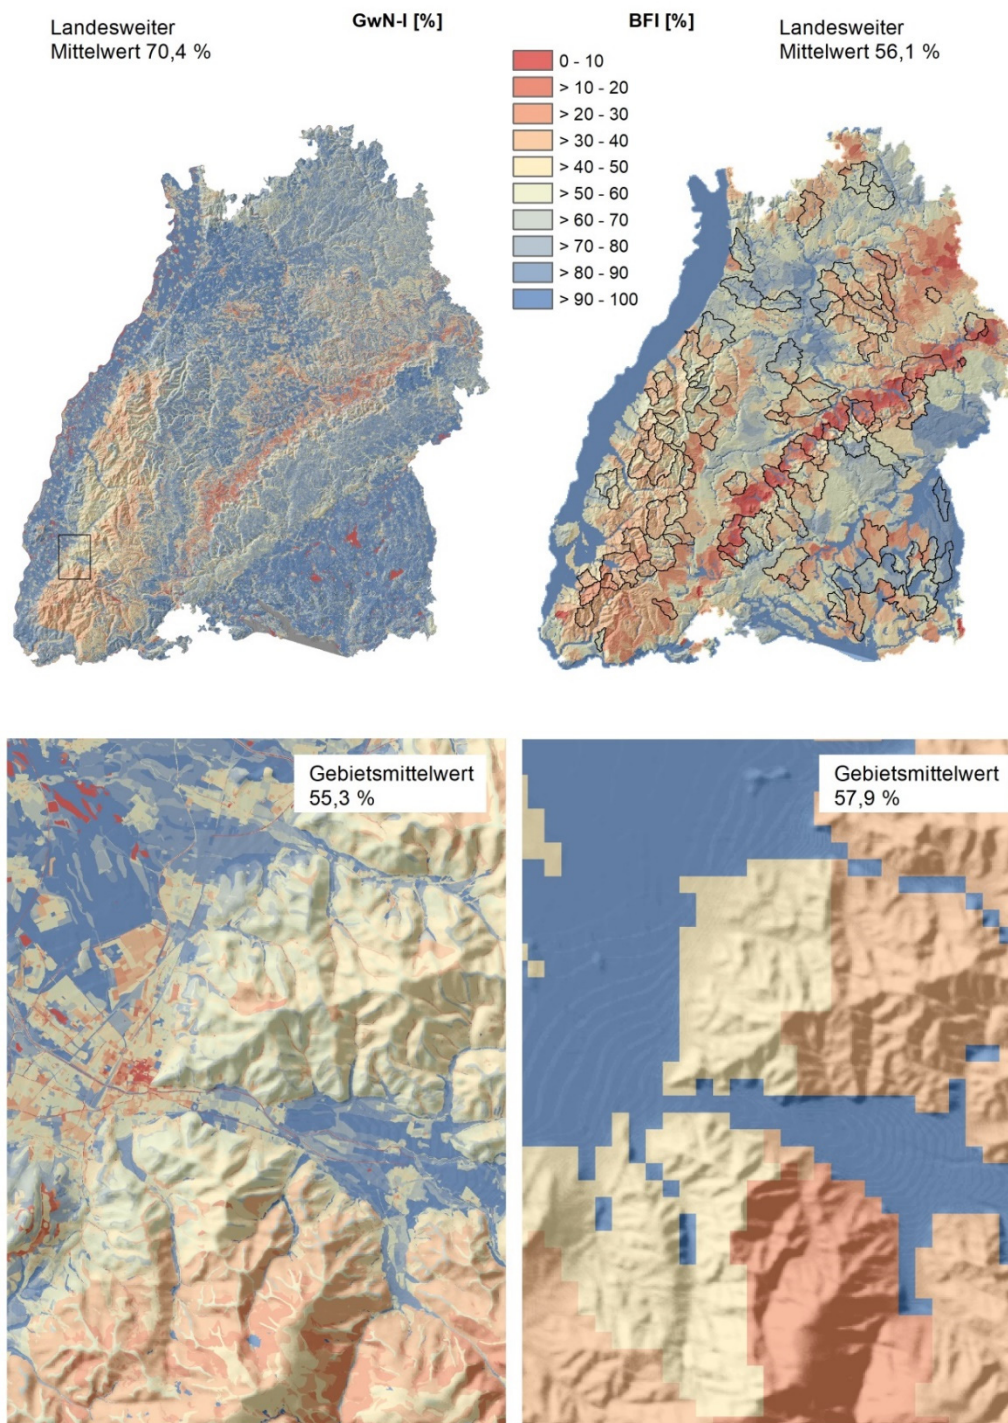 Landesweiter
Mittelwert 70,4 %
GwN-I [%]
BFI [%]
Landesweiter
Mittelwert 56,1 %
0 - 10
> 10 - 20
> 20 - 30
> 30 - 40
> 40 - 50
> 50 - 60
> 60 - 70
> 70 - 80
> 80 - 90
> 90 - 100
Gebietsmittelwert
55,3 %
Gebietsmittelwert
57,9 %